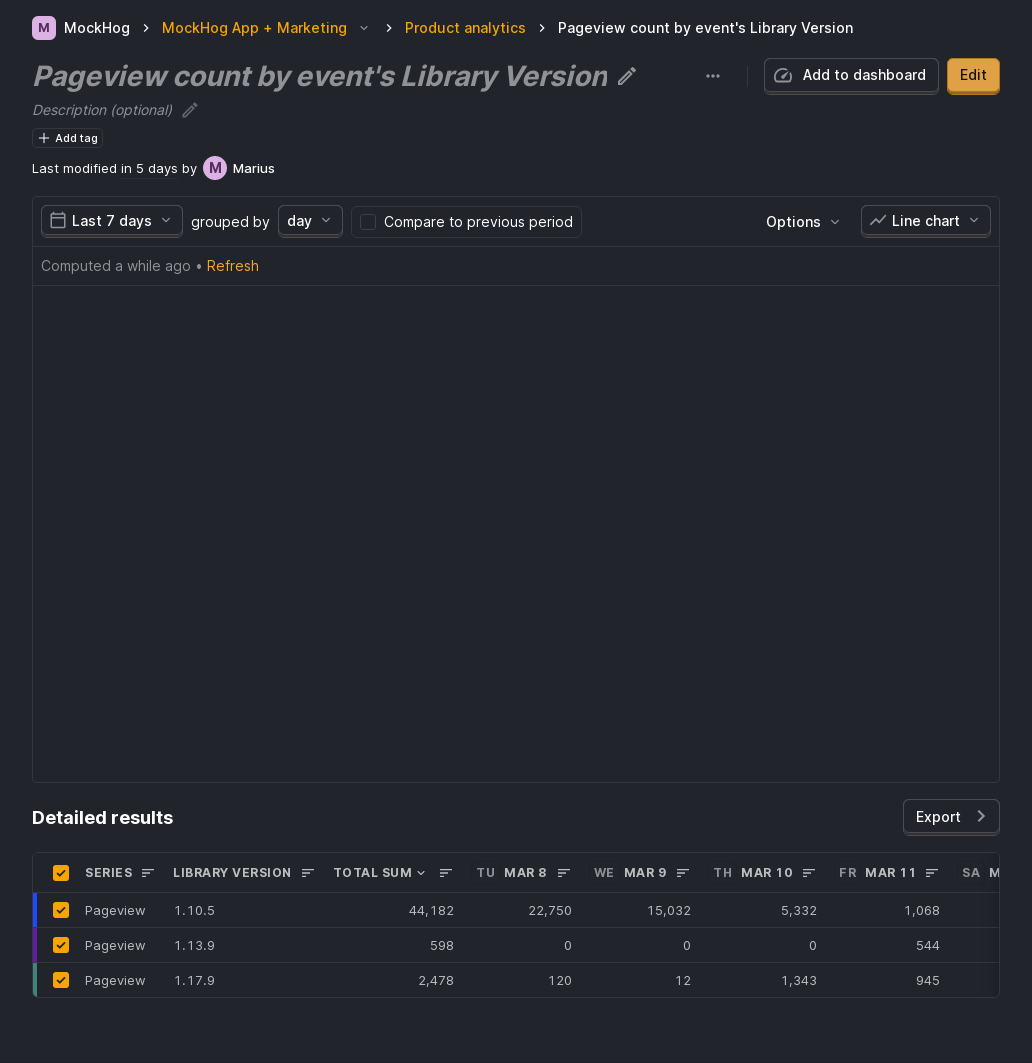 M MockHog > MockHog App + Marketing > Product analytics > Pageview count by event's Library Version
Pageview count by event's Library Version
Add to dashboard
Edit
Description (optional)
Add tag
Last modified in 5 days by M Marius
Last 7 days grouped by day Compare to previous period Options Line chart
Computed a while ago • Refresh
Detailed results
Export
SERIES LIBRARY VERSION TOTAL SUM TU MAR 8 WE MAR 9 TH MAR 10 FR MAR 11 SA M
Pageview 1.10.5 44,182 22,750 15,032 5,332 1,068
Pageview 1.13.9 598 0 0 0 544
Pageview 1.17.9 2,478 120 12 1,343 945